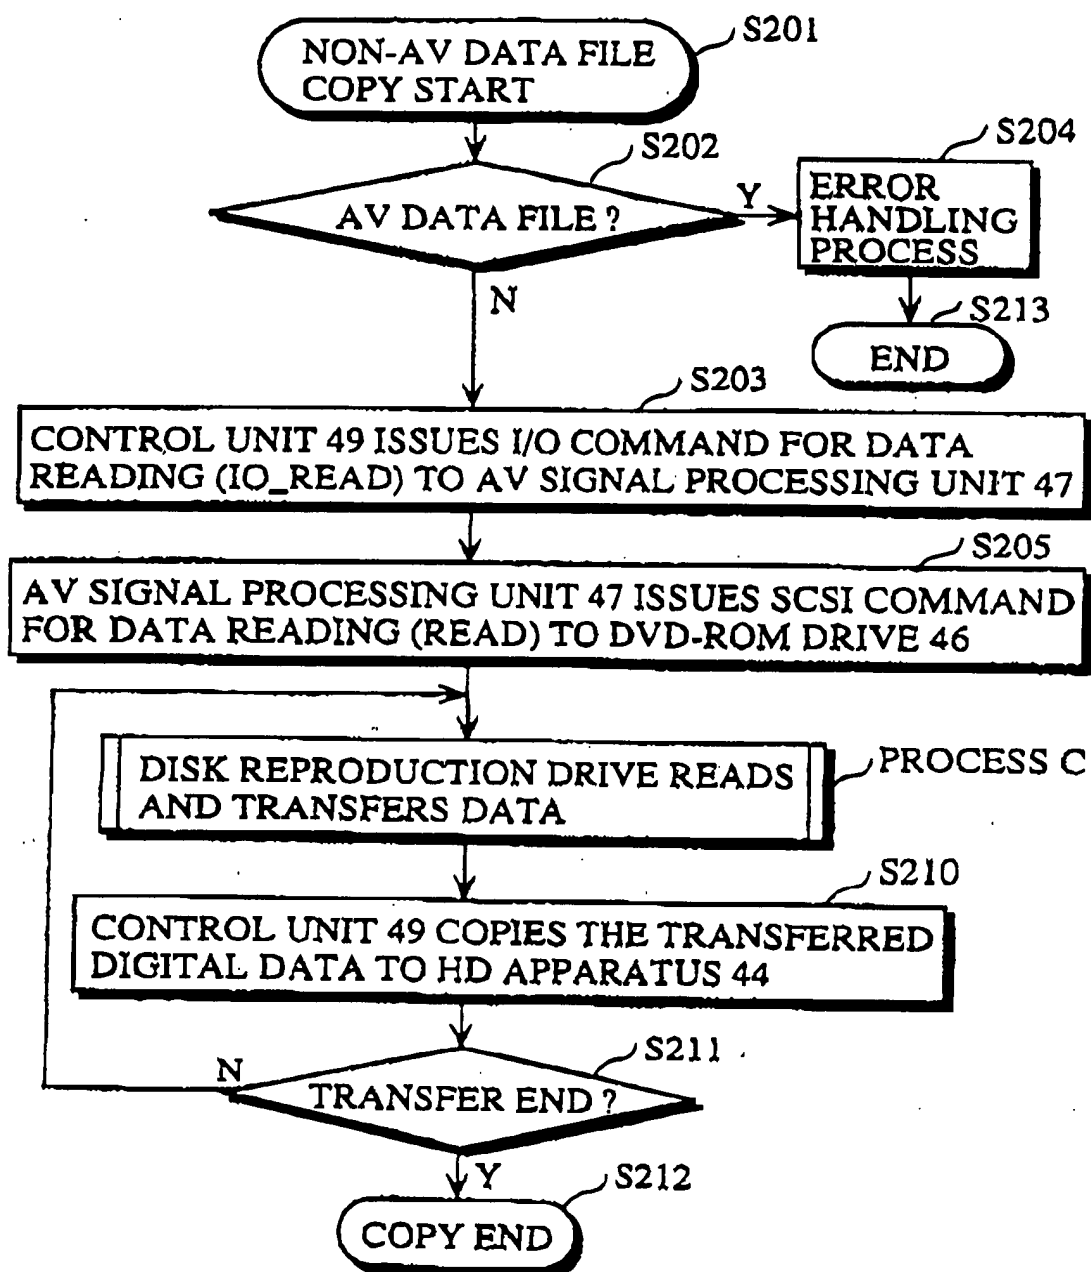 S201
NON-AV DATA FILE
COPY START
S202
AV DATA FILE ?
Y
S204
ERROR
HANDLING
PROCESS
N
S213
END
S203
CONTROL UNIT 49 ISSUES I/O COMMAND FOR DATA
READING (IO_READ) TO AV SIGNAL PROCESSING UNIT 47
S205
AV SIGNAL PROCESSING UNIT 47 ISSUES SCSI COMMAND
FOR DATA READING (READ) TO DVD-ROM DRIVE 46
DISK REPRODUCTION DRIVE READS
AND TRANSFERS DATA
PROCESS C
S210
CONTROL UNIT 49 COPIES THE TRANSFERRED
DIGITAL DATA TO HD APPARATUS 44
S211
N
TRANSFER END ?
Y
S212
COPY END